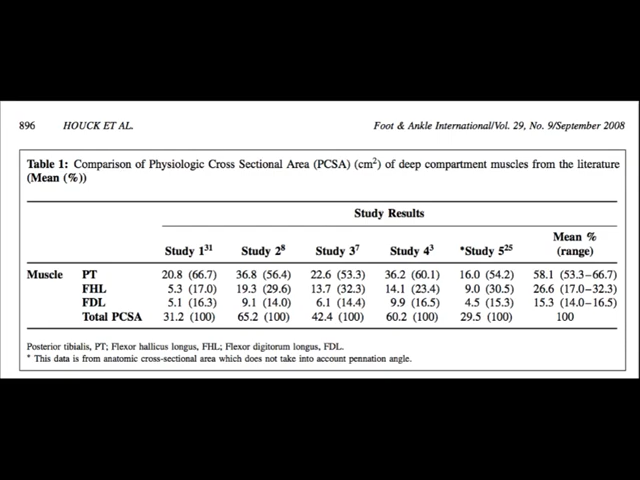 896 HOUCK ET AL. Foot & Ankle International/Vol. 29, No. 9/September 2008
Table 1: Comparison of Physiologic Cross Sectional Area (PCSA) (cm²) of deep compartment muscles from the literature
(Mean (%))
Study Results
Mean %
Study 1³¹ Study 2⁸ Study 3⁷ Study 4³ *Study 5²⁵ (range)
Muscle PT 20.8 (66.7) 36.8 (56.4) 22.6 (53.3) 36.2 (60.1) 16.0 (54.2) 58.1 (53.3–66.7)
FHL 5.3 (17.0) 19.3 (29.6) 13.7 (32.3) 14.1 (23.4) 9.0 (30.5) 26.6 (17.0–32.3)
FDL 5.1 (16.3) 9.1 (14.0) 6.1 (14.4) 9.9 (16.5) 4.5 (15.3) 15.3 (14.0–16.5)
Total PCSA 31.2 (100) 65.2 (100) 42.4 (100) 60.2 (100) 29.5 (100) 100
Posterior tibialis, PT; Flexor hallicus longus, FHL; Flexor digitorum longus, FDL.
* This data is from anatomic cross-sectional area which does not take into account pennation angle.